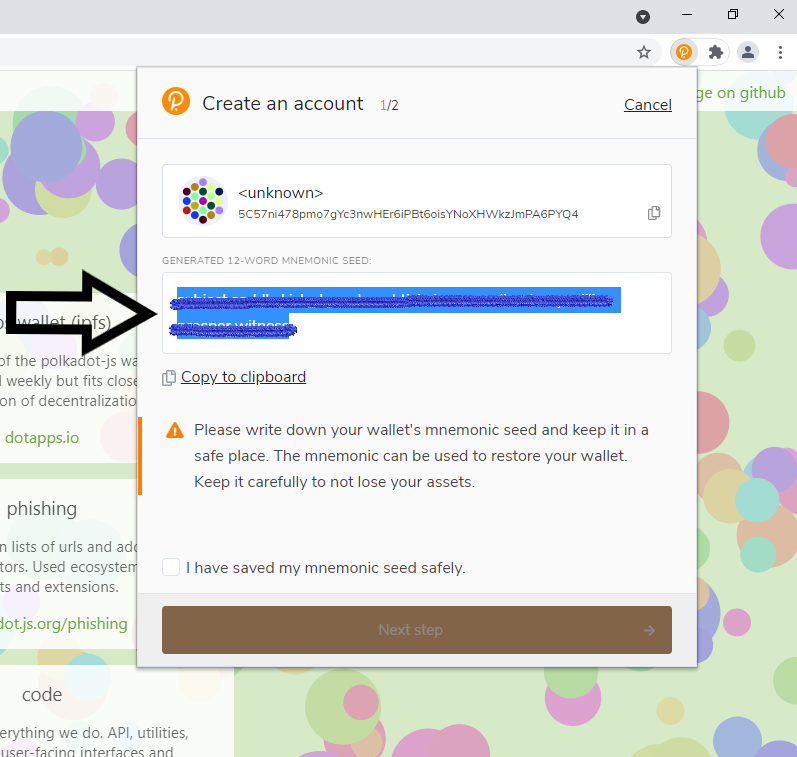 ge on github
Create an account 1/2
Cancel
<unknown>
5C57ni478pmo7gYc3nwHEr6iPBt6oisYNoXHWkzJmPA6PYQ4
GENERATED 12-WORD MNEMONIC SEED:
wallet (ipfs)
of the polkadot-js wa
weekly but fits close
on of decentralizatio
dotapps.io
Copy to clipboard
Please write down your wallet's mnemonic seed and keep it in a
safe place. The mnemonic can be used to restore your wallet.
Keep it carefully to not lose your assets.
phishing
n lists of urls and add
tors. Used ecosystem
ts and extensions.
dot.js.org/phishing
I have saved my mnemonic seed safely.
Next step
code
erything we do. API, utilities,
user-facing interfaces and